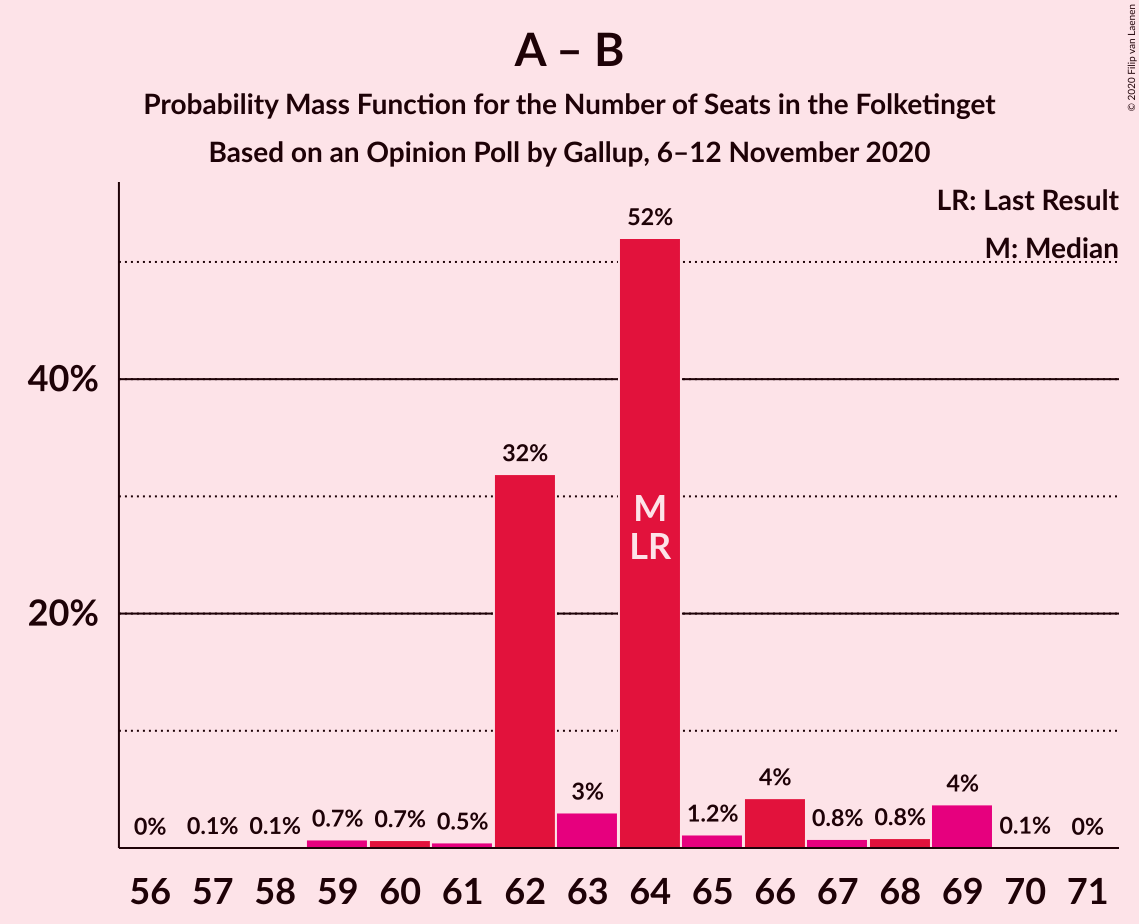 A – B
Probability Mass Function for the Number of Seats in the Folketinget
Based on an Opinion Poll by Gallup, 6–12 November 2020
© 2020 Filip van Laenen
LR: Last Result
M: Median
52%
40%
32%
M
LR
20%
0%
0.1%
0.1%
0.7%
0.7%
0.5%
3%
1.2%
4%
0.8%
0.8%
4%
0.1%
0%
56 57 58 59 60 61 62 63 64 65 66 67 68 69 70 71